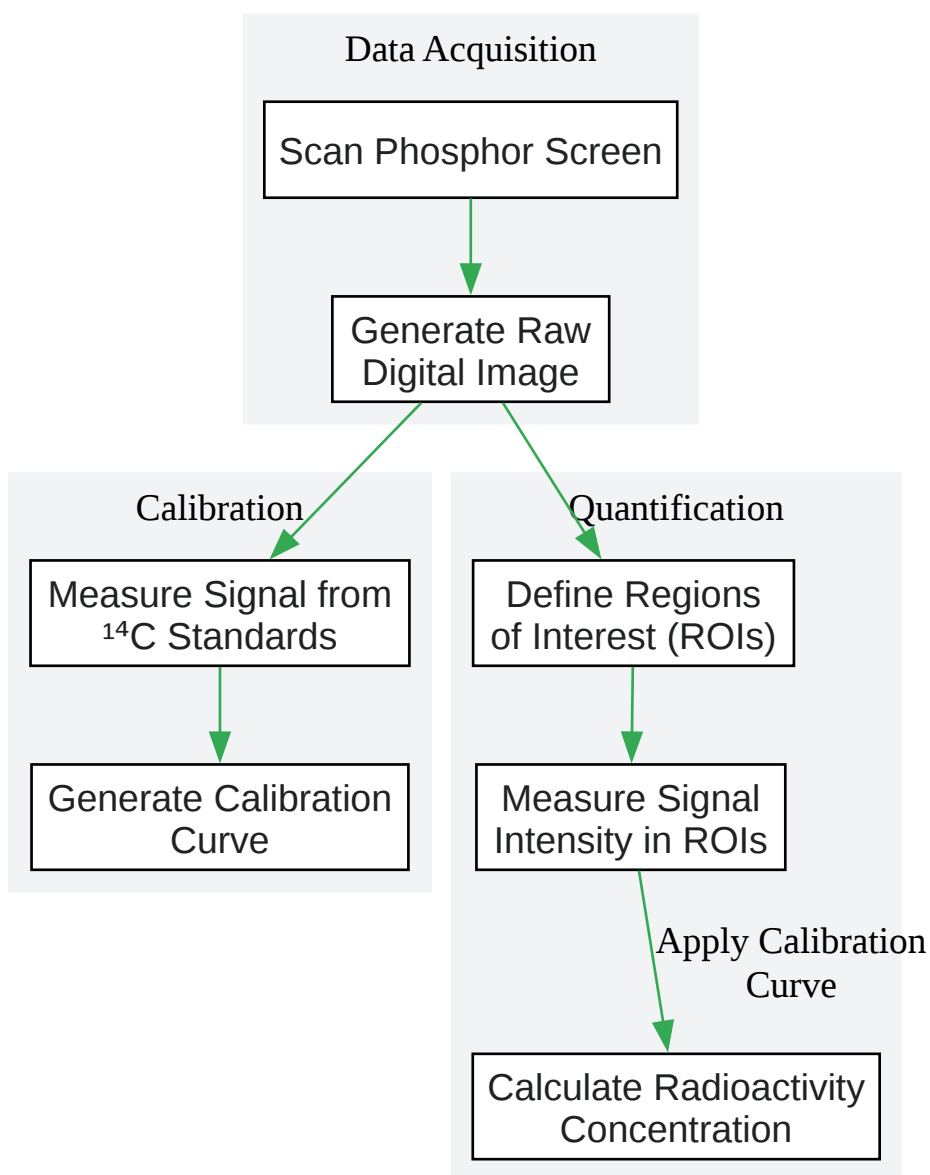 Data Acquisition
Scan Phosphor Screen
Generate Raw
Digital Image
Calibration
Measure Signal from
¹⁴C Standards
Generate Calibration
Curve
Quantification
Define Regions
of Interest (ROIs)
Measure Signal
Intensity in ROIs
Apply Calibration
Curve
Calculate Radioactivity
Concentration